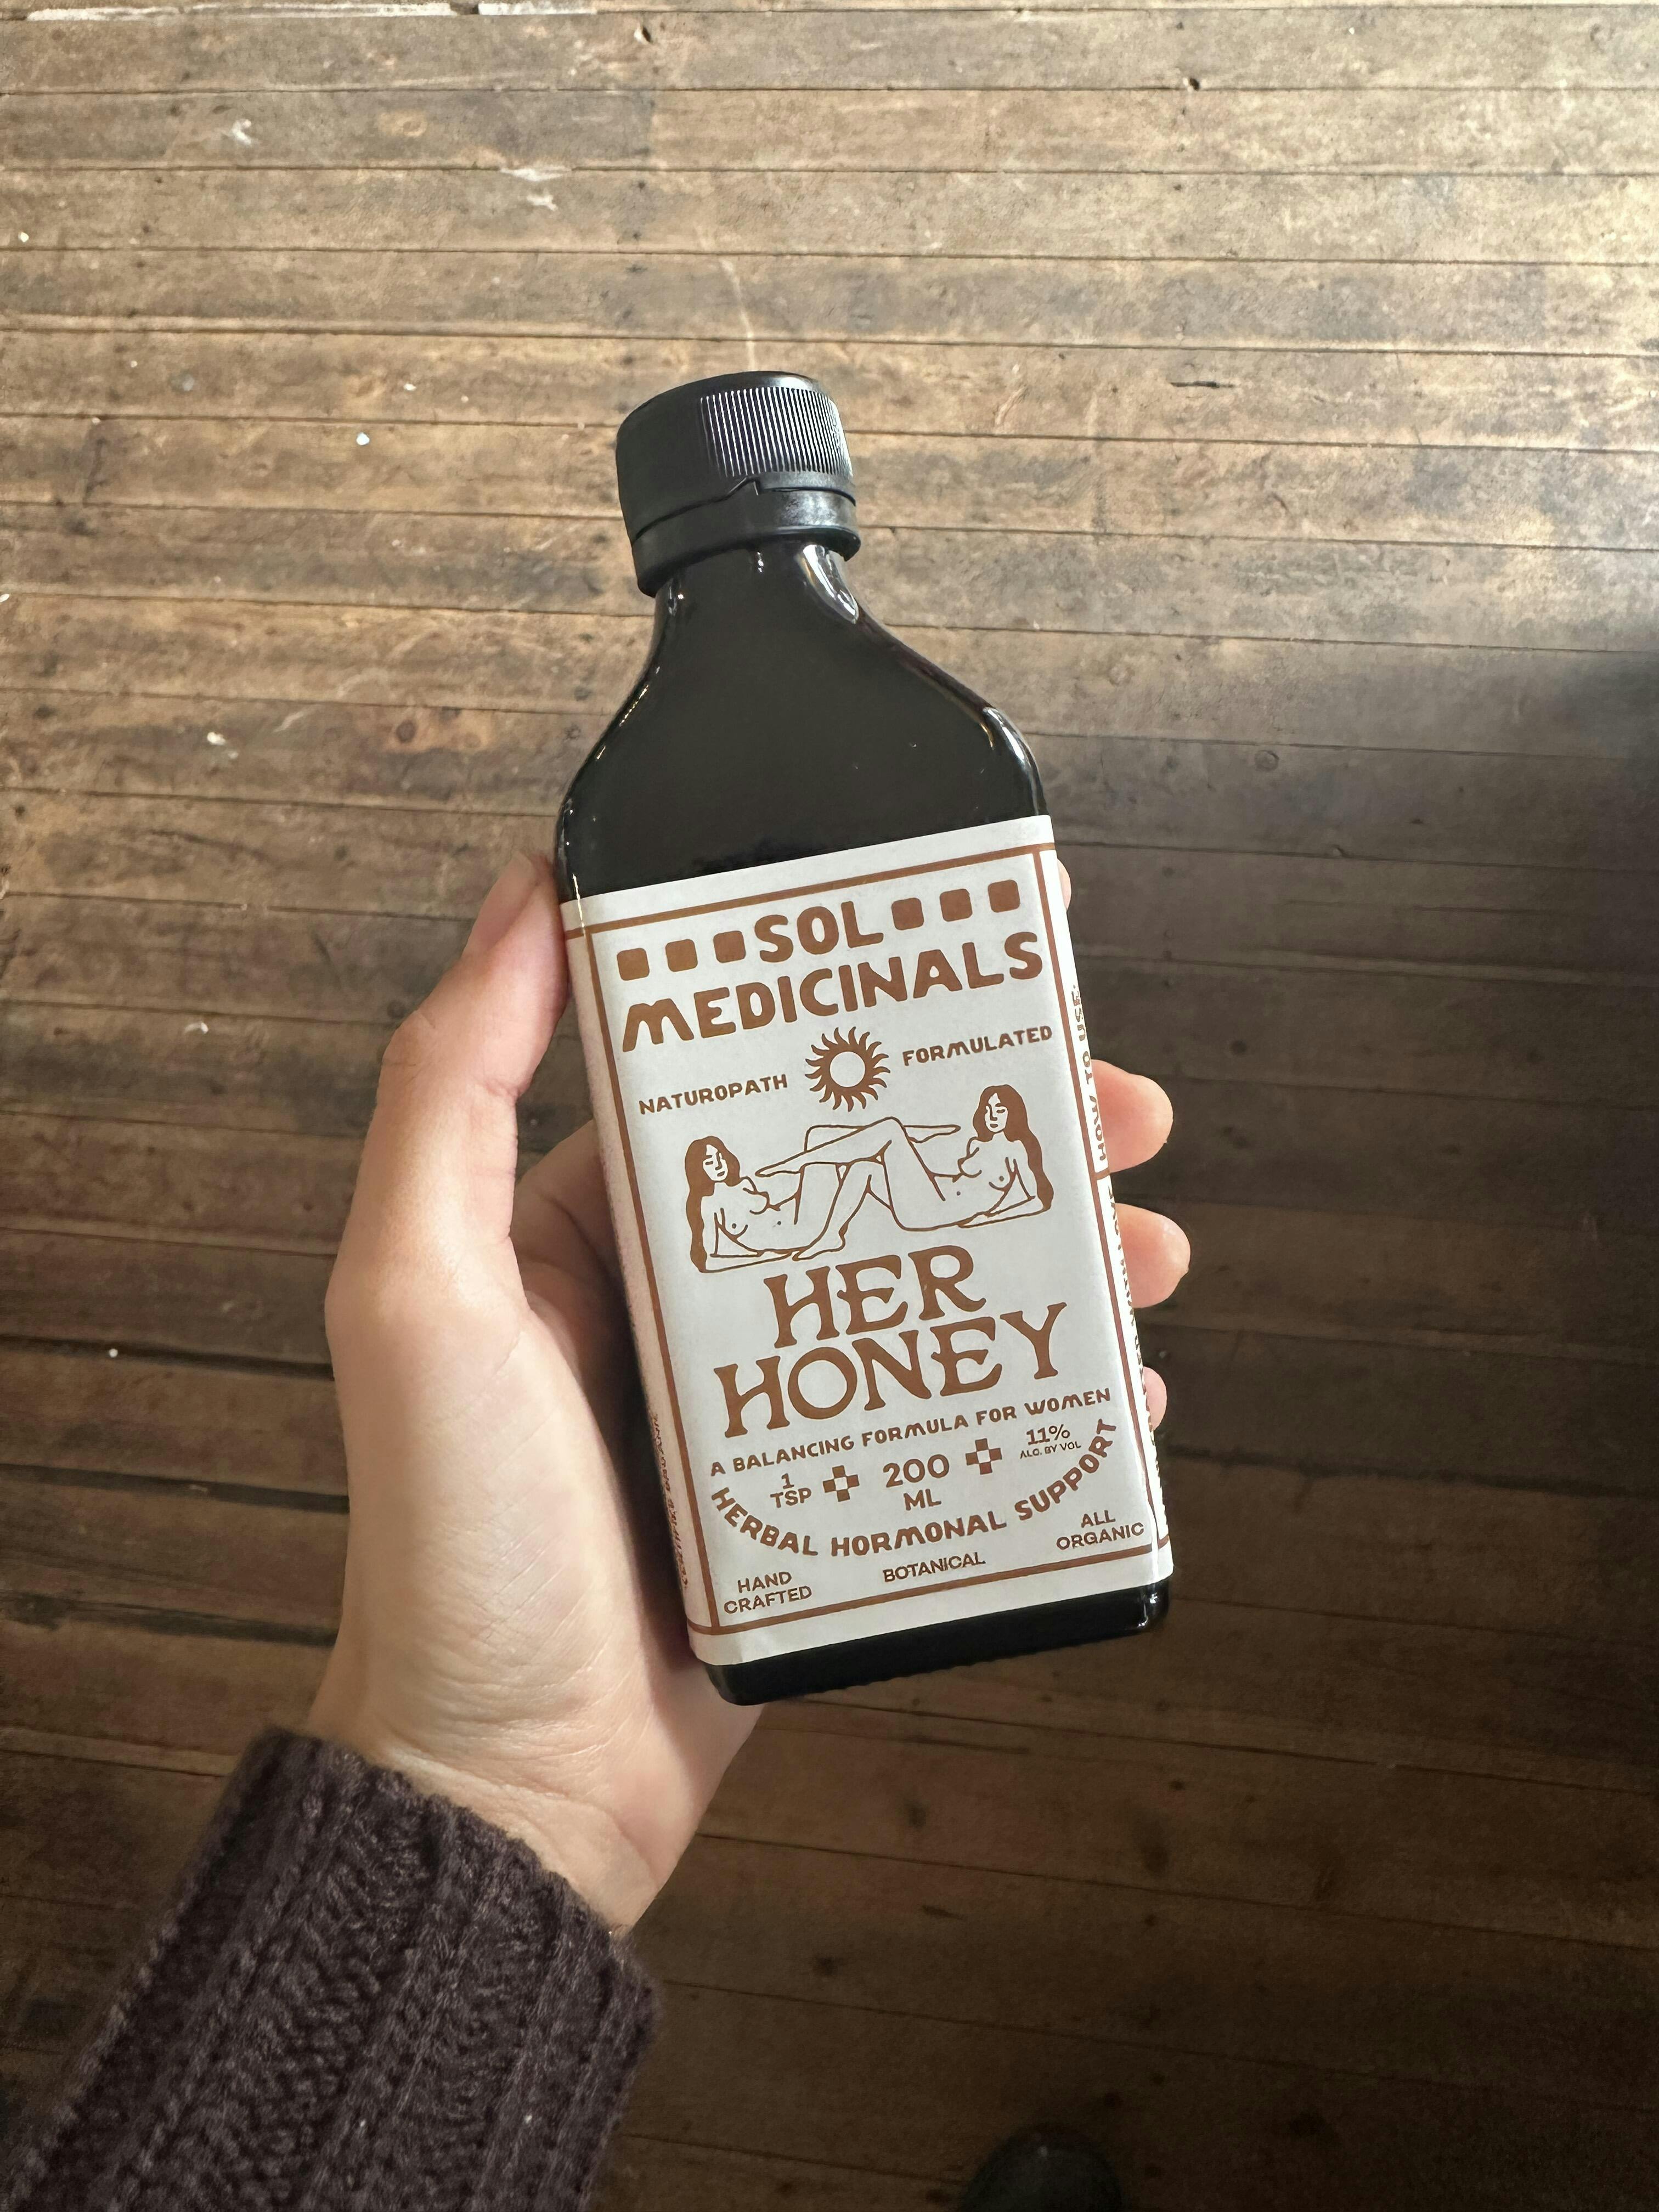 SOL
MEDICINALS
NATUROPATH FORMULATED
HER
HONEY
A BALANCING FORMULA FOR WOMEN
1 TSP
200 ML
11%
ALC. BY VOL
HERBAL HORMONAL SUPPORT
HAND CRAFTED
BOTANICAL
ALL ORGANIC
HOW TO USE: